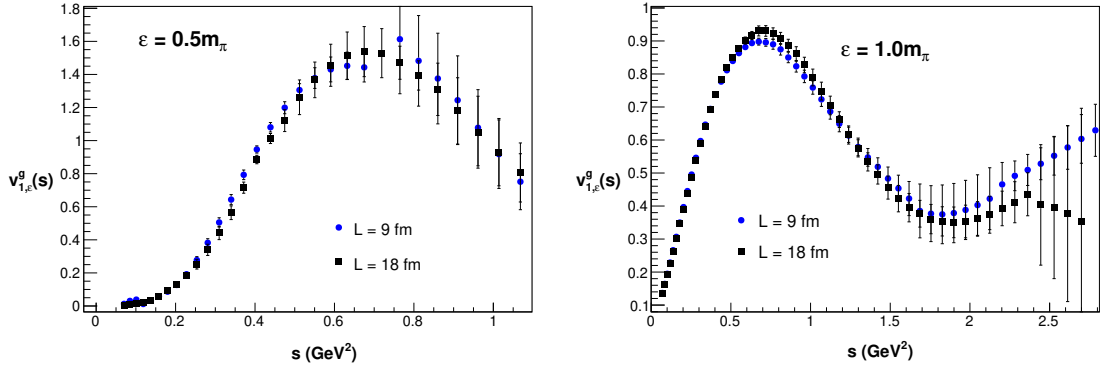 1.8
1.6
1.4
1.2
1
0.8
0.6
0.4
0.2
0
v^g_{1,ε}(s)
ε = 0.5m_π
L = 9 fm
L = 18 fm
0 0.2 0.4 0.6 0.8 1
s (GeV²)
1
0.9
0.8
0.7
0.6
0.5
0.4
0.3
0.2
0.1
v^g_{1,ε}(s)
ε = 1.0m_π
L = 9 fm
L = 18 fm
0 0.5 1 1.5 2 2.5
s (GeV²)